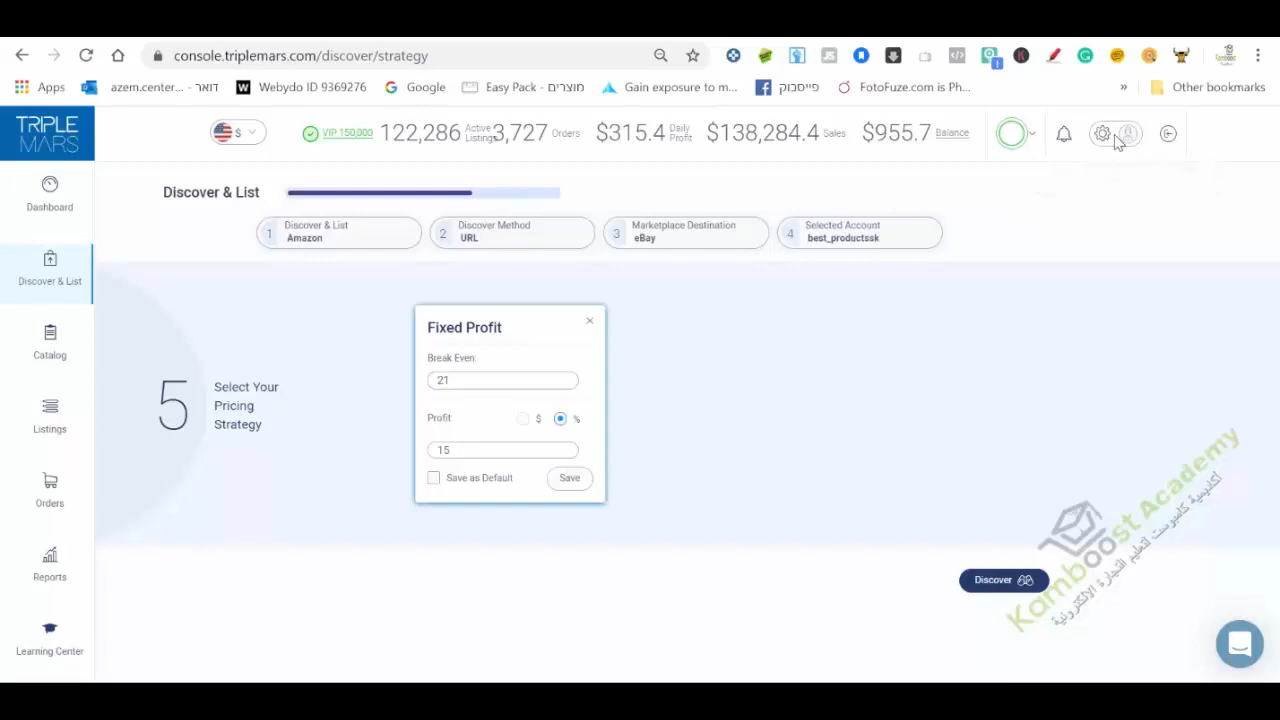 console.triplemars.com/discover/strategy
Apps
azem.center... - דואר
Webydo ID 9369276
Google
Easy Pack - מוצרים
Gain exposure to m...
פייסבוק
FotoFuze.com is Ph...
»
Other bookmarks
TRIPLE
MARS
$
VIP 150,000
122,286 Active Listings
3,727 Orders
$315.4 Daily Profit
$138,284.4 Sales
$955.7 Balance
Dashboard
Discover & List
Catalog
Listings
Orders
Reports
Learning Center
Discover & List
1 Discover & List
Amazon
2 Discover Method
URL
3 Marketplace Destination
eBay
4 Selected Account
best_productssk
5
Select Your
Pricing
Strategy
Fixed Profit
Break Even:
21
Profit $ %
15
Save as Default
Save
Discover
Kamboost Academy
أكاديمية كامبوست لتعليم التجارة الالكترونية